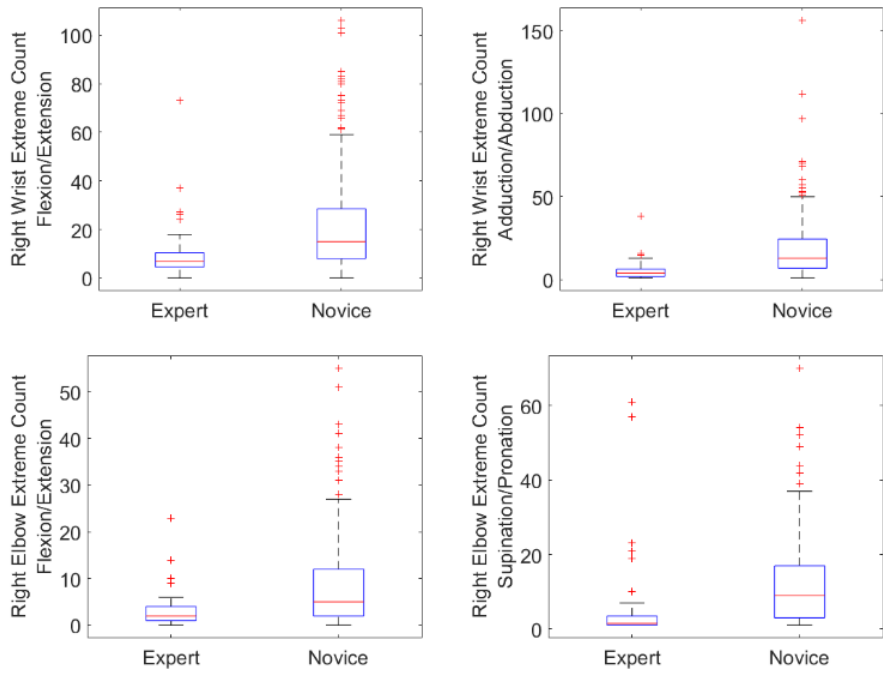 Right Wrist Extreme Count
Flexion/Extension
100
80
60
40
20
0
Expert Novice
Right Wrist Extreme Count
Adduction/Abduction
150
100
50
0
Expert Novice
Right Elbow Extreme Count
Flexion/Extension
50
40
30
20
10
0
Expert Novice
Right Elbow Extreme Count
Supination/Pronation
60
40
20
0
Expert Novice